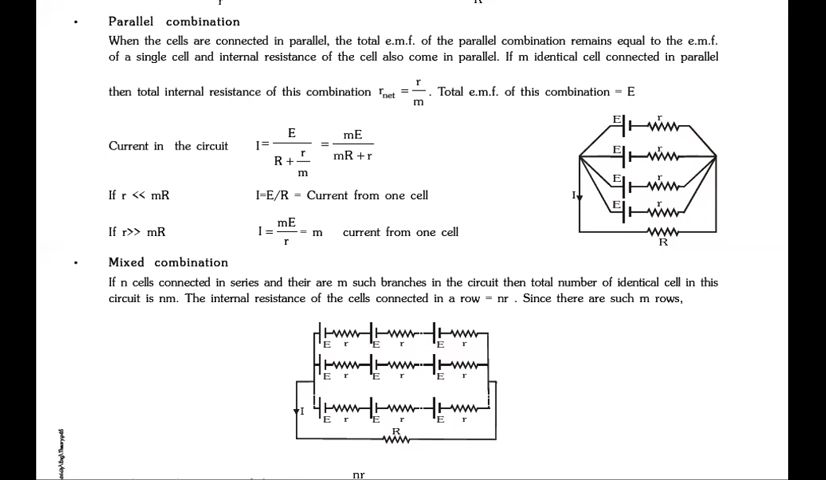 • Parallel combination
When the cells are connected in parallel, the total e.m.f. of the parallel combination remains equal to the e.m.f.
of a single cell and internal resistance of the cell also come in parallel. If m identical cell connected in parallel
then total internal resistance of this combination r_net = r/m . Total e.m.f. of this combination = E
Current in the circuit I = E/(R + r/m) = mE/(mR + r)
If r << mR I=E/R = Current from one cell
If r>> mR I = mE/r = m current from one cell
E r
E r
E r
E r
I
R
• Mixed combination
If n cells connected in series and their are m such branches in the circuit then total number of identical cell in this
circuit is nm. The internal resistance of the cells connected in a row = nr . Since there are such m rows,
E r E r E r
E r E r E r
I
E r E r E r
R
nr